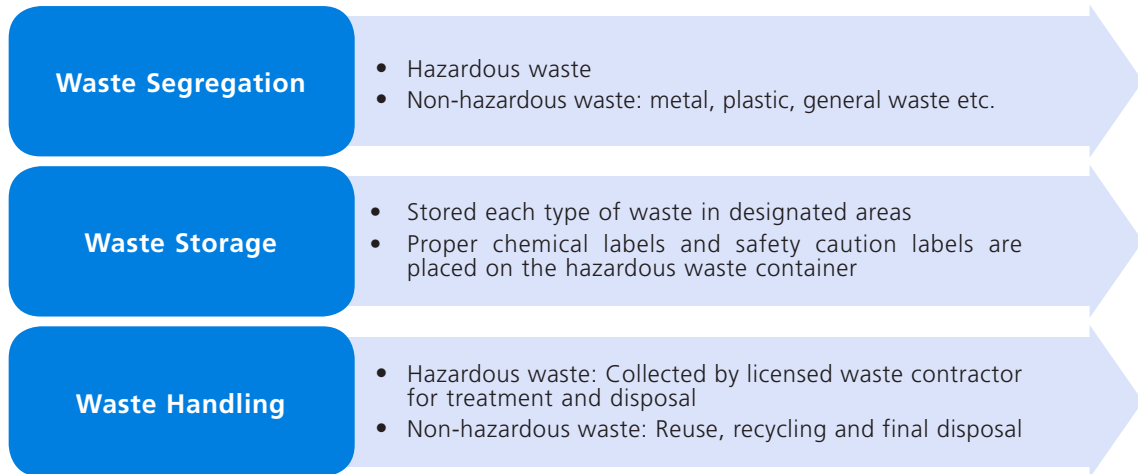 Waste Segregation
• Hazardous waste
• Non-hazardous waste: metal, plastic, general waste etc.
Waste Storage
• Stored each type of waste in designated areas
• Proper chemical labels and safety caution labels are
placed on the hazardous waste container
Waste Handling
• Hazardous waste: Collected by licensed waste contractor
for treatment and disposal
• Non-hazardous waste: Reuse, recycling and final disposal